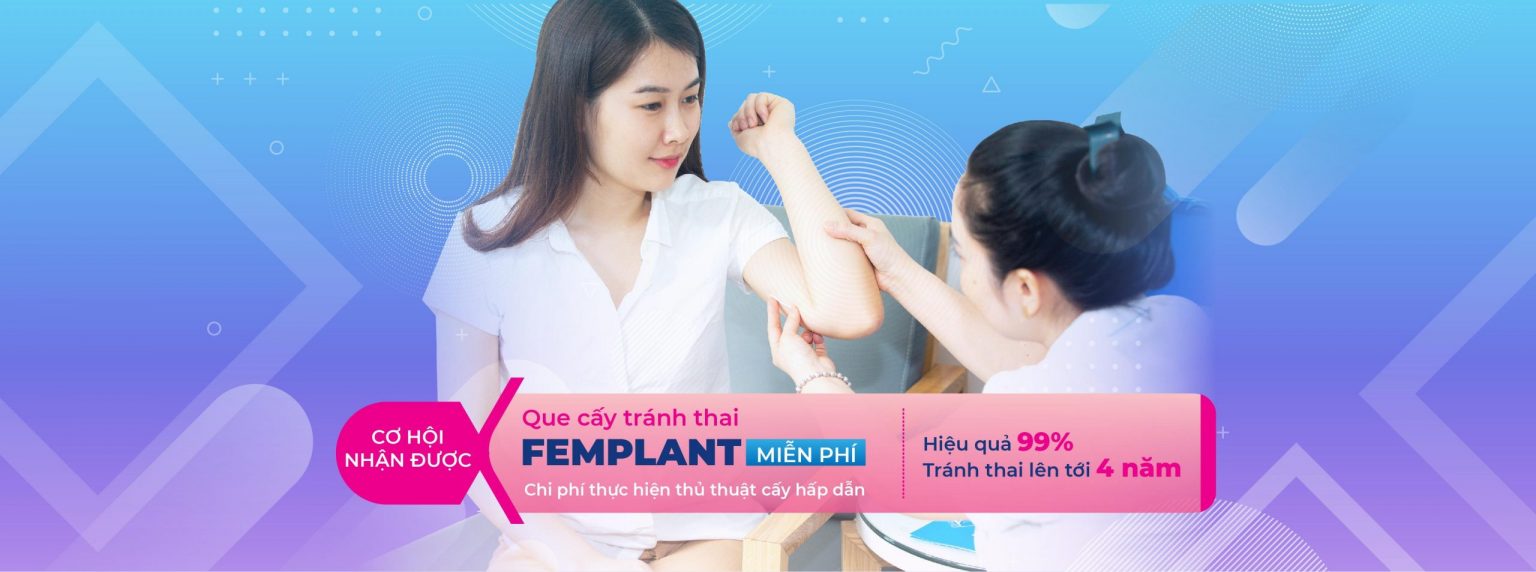 CƠ HỘI
NHẬN ĐƯỢC
Que cấy tránh thai
FEMPLANT MIỄN PHÍ
Chi phí thực hiện thủ thuật cấy hấp dẫn
Hiệu quả 99%
Tránh thai lên tới 4 năm